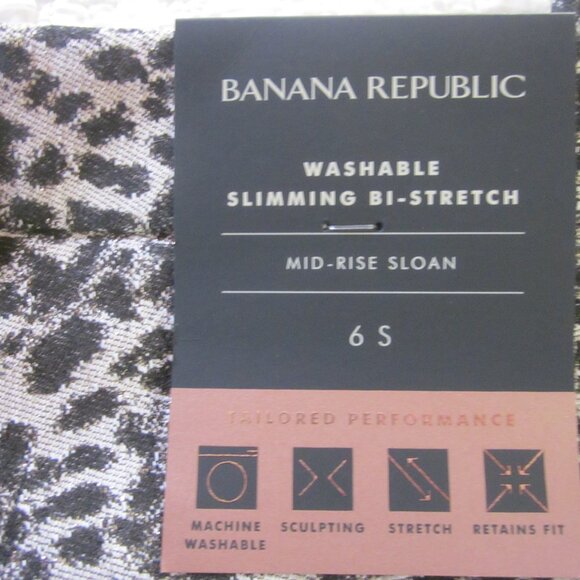 BANANA REPUBLIC
WASHABLE
SLIMMING BI-STRETCH
MID-RISE SLOAN
6 S
TAILORED PERFORMANCE
MACHINE WASHABLE
SCULPTING
STRETCH
RETAINS FIT